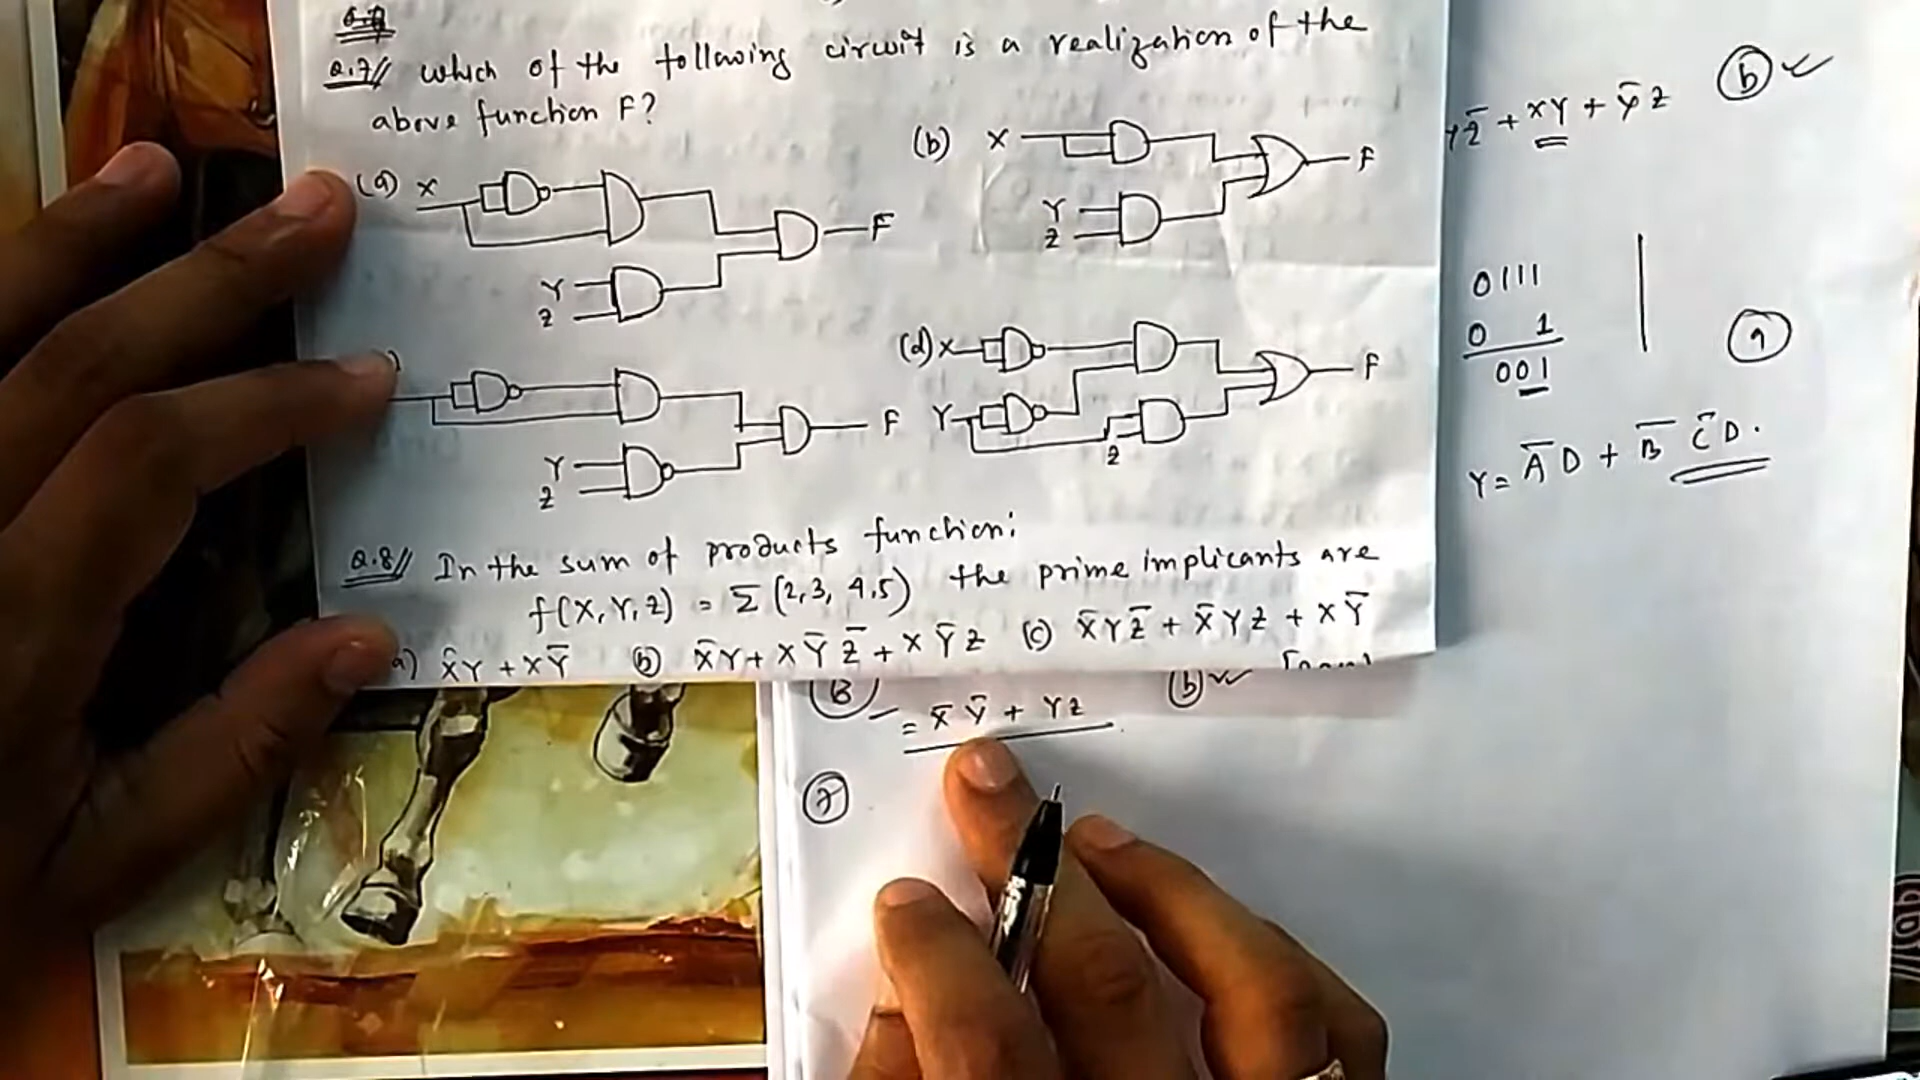 Q.7// Which of the following circuit is a realization of the
above function F?
(a) X
Y
Z
F
(b) X
Y
Z
F
)
Y
Z
F
(d) X
Y
Z
F
Q.8// In the sum of products function:
f(X, Y, Z) = Σ (2,3, 4,5) the prime implicants are
a) X̄Y + XȲ (b) X̄Y + XȲZ̄ + XȲZ (c) X̄YZ̄ + X̄YZ + XȲ
YZ̄ + XY + ȲZ (b)
0111
0 1
001
Y = ĀD + B̄ C̄D.
= X̄ Ȳ + YZ (b)
(7)